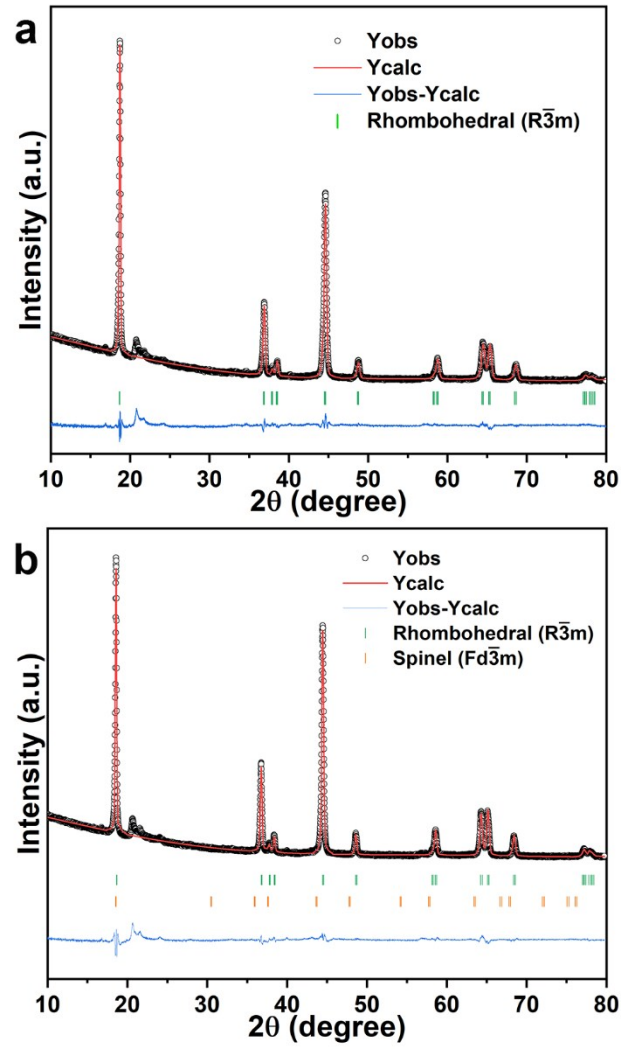 a
Yobs
Ycalc
Yobs-Ycalc
Rhombohedral (R3̅m)
Intensity (a.u.)
10 20 30 40 50 60 70 80
2θ (degree)
b
Yobs
Ycalc
Yobs-Ycalc
Rhombohedral (R3̅m)
Spinel (Fd3̅m)
Intensity (a.u.)
10 20 30 40 50 60 70 80
2θ (degree)